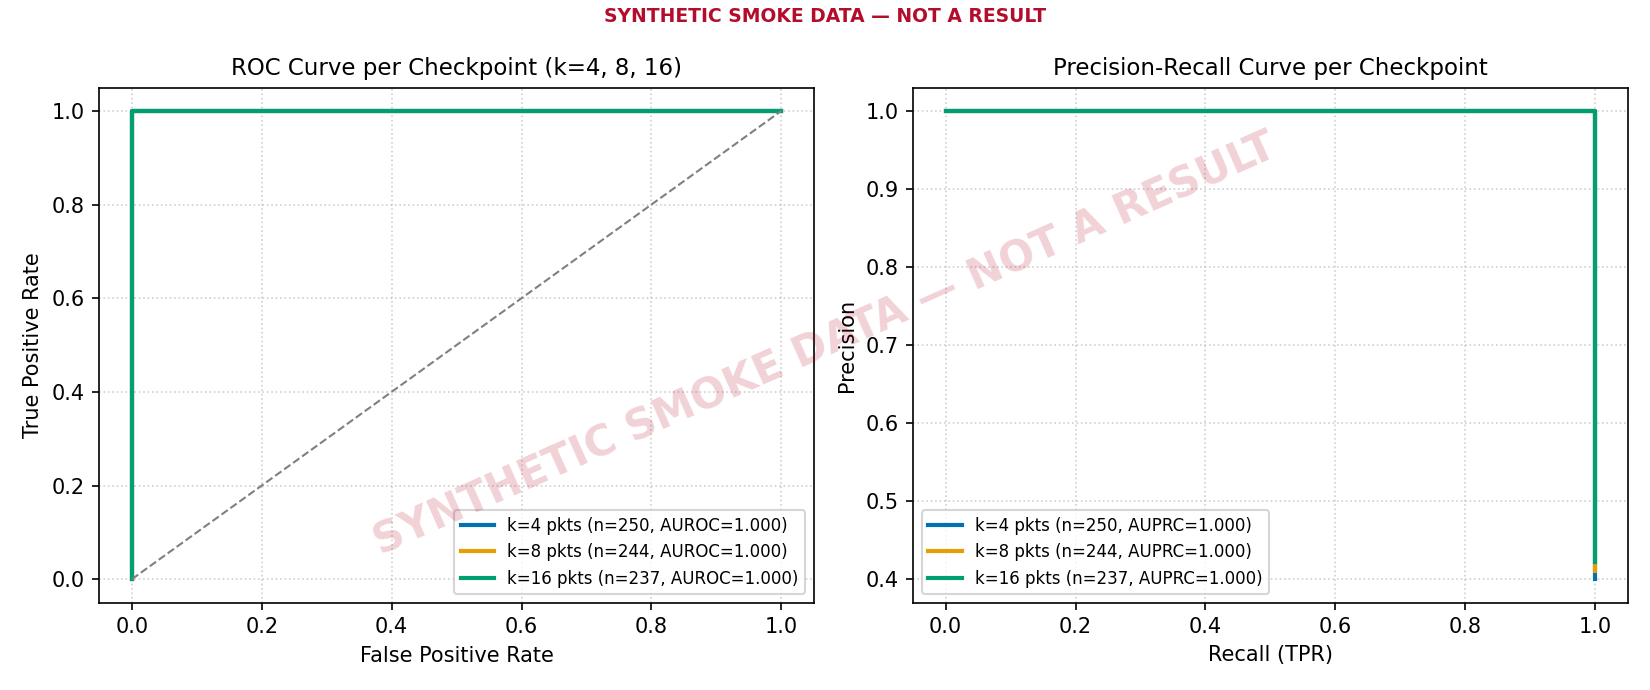 SYNTHETIC SMOKE DATA — NOT A RESULT
ROC Curve per Checkpoint (k=4, 8, 16)
True Positive Rate
1.0
0.8
0.6
0.4
0.2
0.0
0.0
0.2
0.4
0.6
0.8
1.0
False Positive Rate
k=4 pkts (n=250, AUROC=1.000)
k=8 pkts (n=244, AUROC=1.000)
k=16 pkts (n=237, AUROC=1.000)
Precision-Recall Curve per Checkpoint
Precision
1.0
0.9
0.8
0.7
0.6
0.5
0.4
0.0
0.2
0.4
0.6
0.8
1.0
Recall (TPR)
k=4 pkts (n=250, AUPRC=1.000)
k=8 pkts (n=244, AUPRC=1.000)
k=16 pkts (n=237, AUPRC=1.000)
SYNTHETIC SMOKE DATA — NOT A RESULT